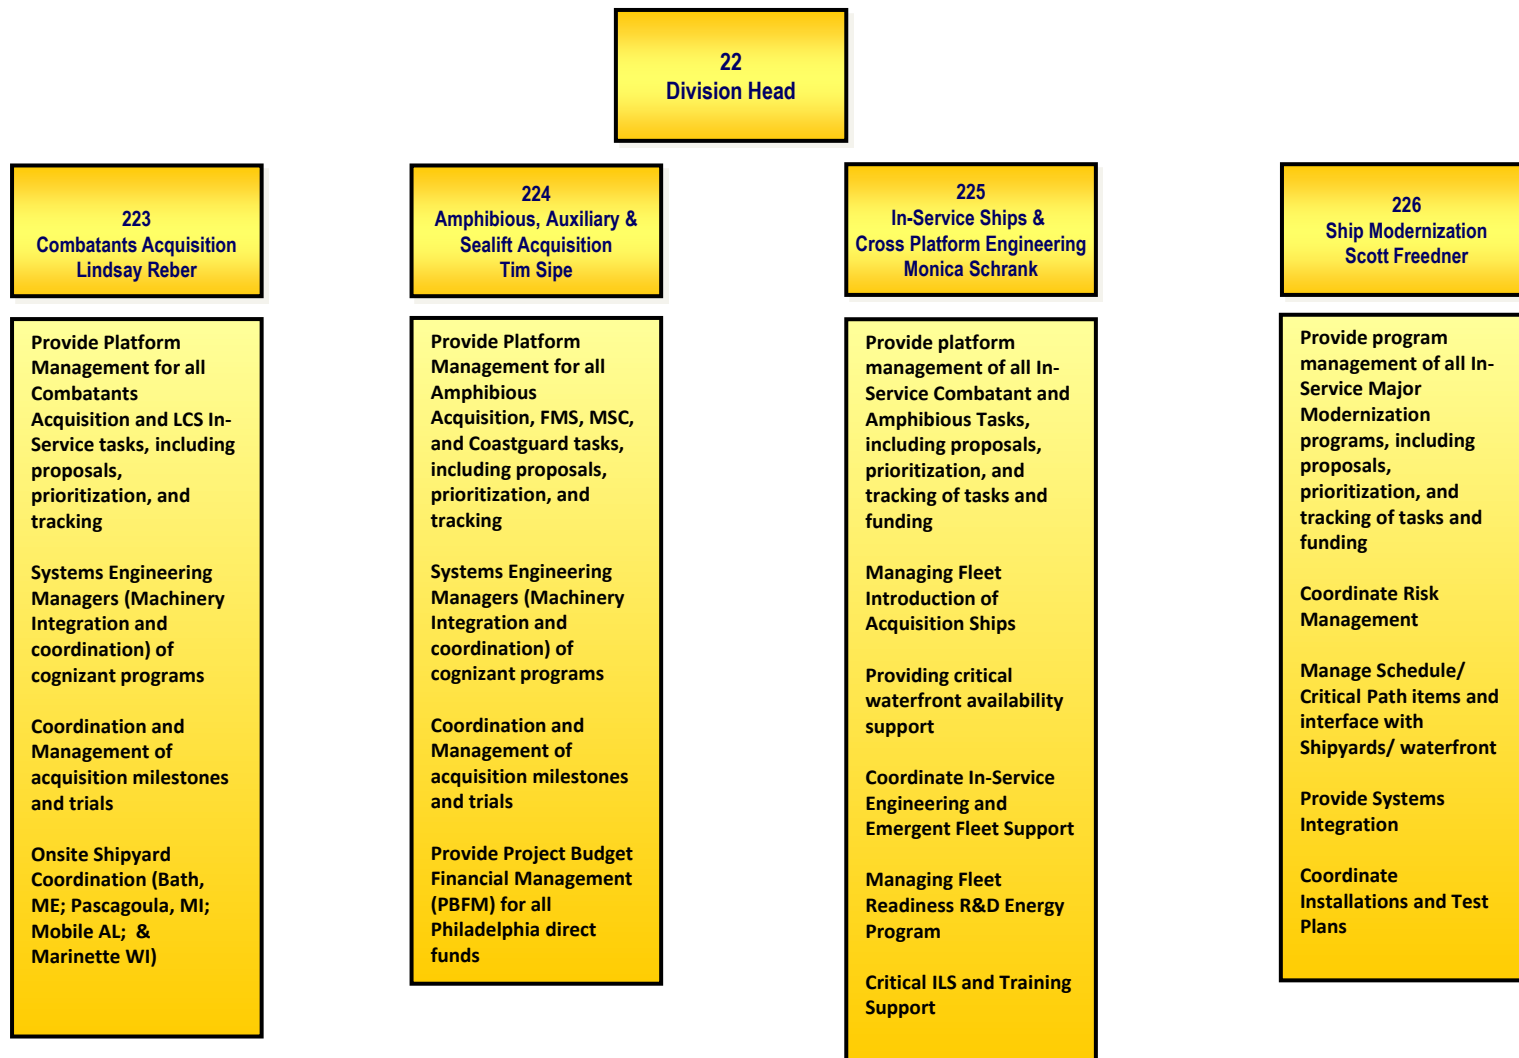 22
Division Head
223
Combatants Acquisition
Lindsay Reber
224
Amphibious, Auxiliary &
Sealift Acquisition
Tim Sipe
225
In-Service Ships &
Cross Platform Engineering
Monica Schrank
226
Ship Modernization
Scott Freedner
Provide Platform
Management for all
Combatants
Acquisition and LCS In-
Service tasks, including
proposals,
prioritization, and
tracking
Systems Engineering
Managers (Machinery
Integration and
coordination) of
cognizant programs
Coordination and
Management of
acquisition milestones
and trials
Onsite Shipyard
Coordination (Bath,
ME; Pascagoula, MI;
Mobile AL;  &
Marinette WI)
Provide Platform
Management for all
Amphibious
Acquisition, FMS, MSC,
and Coastguard tasks,
including proposals,
prioritization, and
tracking
Systems Engineering
Managers (Machinery
Integration and
coordination) of
cognizant programs
Coordination and
Management of
acquisition milestones
and trials
Provide Project Budget
Financial Management
(PBFM) for all
Philadelphia direct
funds
Provide platform
management of all In-
Service Combatant and
Amphibious Tasks,
including proposals,
prioritization, and
tracking of tasks and
funding
Managing Fleet
Introduction of
Acquisition Ships
Providing critical
waterfront availability
support
Coordinate In-Service
Engineering and
Emergent Fleet Support
Managing Fleet
Readiness R&D Energy
Program
Critical ILS and Training
Support
Provide program
management of all In-
Service Major
Modernization
programs, including
proposals,
prioritization, and
tracking of tasks and
funding
Coordinate Risk
Management
Manage Schedule/
Critical Path items and
interface with
Shipyards/ waterfront
Provide Systems
Integration
Coordinate
Installations and Test
Plans